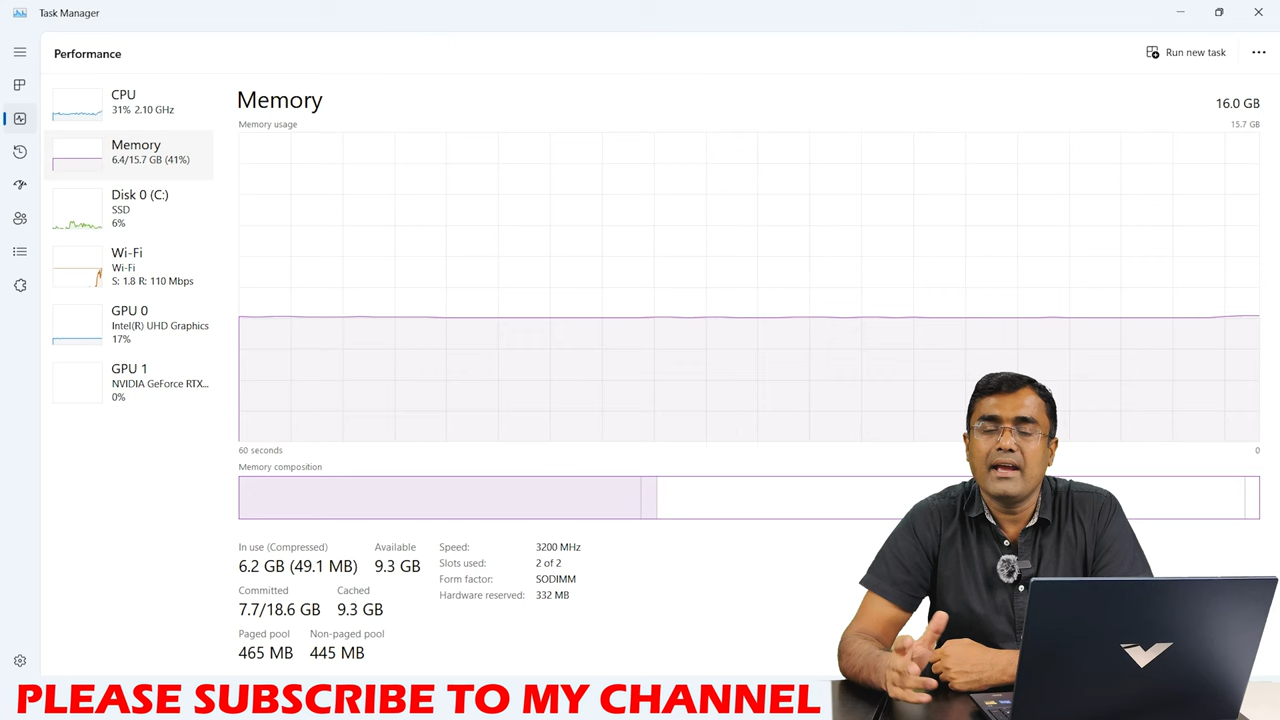 Task Manager
Performance
Run new task
CPU
31% 2.10 GHz
Memory
6.4/15.7 GB (41%)
Disk 0 (C:)
SSD
6%
Wi-Fi
Wi-Fi
S: 1.8 R: 110 Mbps
GPU 0
Intel(R) UHD Graphics
17%
GPU 1
NVIDIA GeForce RTX...
0%
Memory
16.0 GB
Memory usage
15.7 GB
60 seconds
0
Memory composition
In use (Compressed)
6.2 GB (49.1 MB)
Available
9.3 GB
Committed
7.7/18.6 GB
Cached
9.3 GB
Paged pool
465 MB
Non-paged pool
445 MB
Speed: 3200 MHz
Slots used: 2 of 2
Form factor: SODIMM
Hardware reserved: 332 MB
PLEASE SUBSCRIBE TO MY CHANNEL